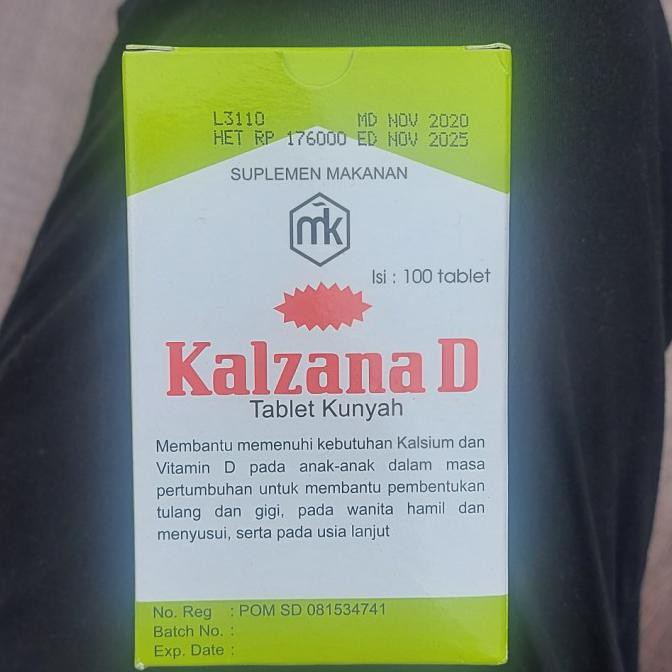 L3110 MD NOV 2020
HET RP 176000 ED NOV 2025
SUPLEMEN MAKANAN
mk
Isi : 100 tablet
Kalzana D
Tablet Kunyah
Membantu memenuhi kebutuhan Kalsium dan
Vitamin D pada anak-anak dalam masa
pertumbuhan untuk membantu pembentukan
tulang dan gigi, pada wanita hamil dan
menyusui, serta pada usia lanjut
No. Reg : POM SD 081534741
Batch No. :
Exp. Date :